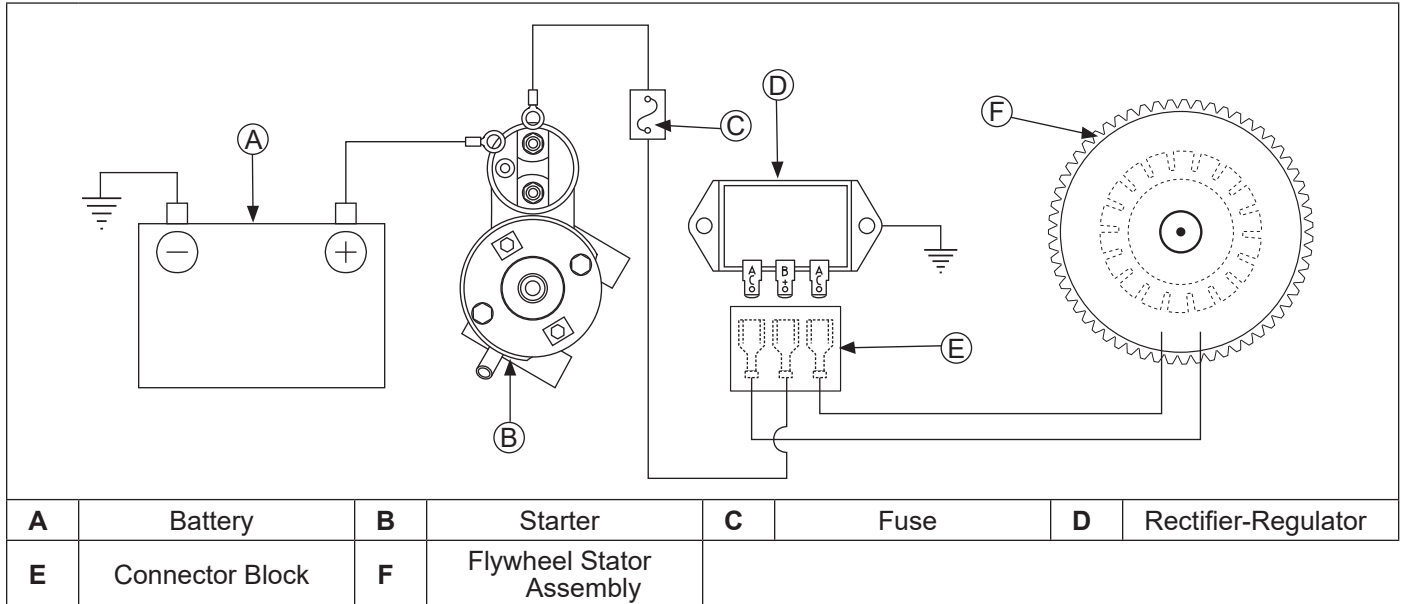 A
D
C
F
− +
AC B+ AC
E
B
A Battery B Starter C Fuse D Rectifier-Regulator
E Connector Block F Flywheel Stator
Assembly